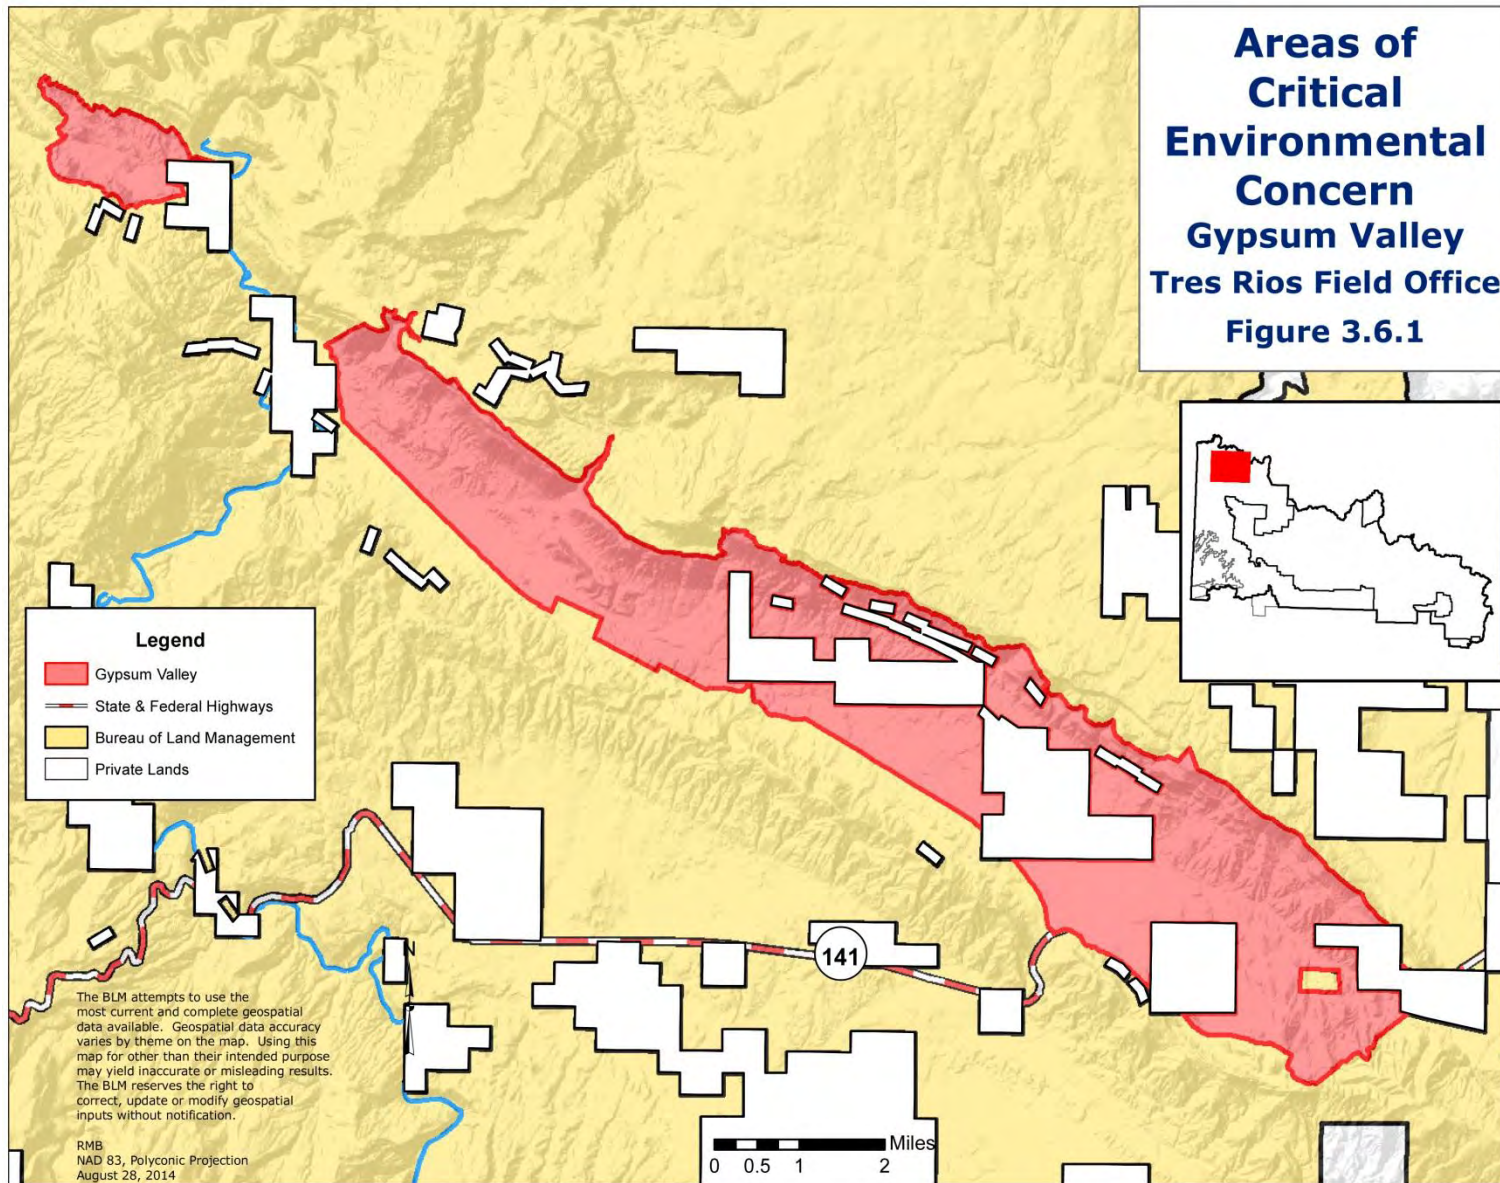 Areas of
Critical
Environmental
Concern
Gypsum Valley
Tres Rios Field Office
Figure 3.6.1
Legend
Gypsum Valley
State & Federal Highways
Bureau of Land Management
Private Lands
141
N
The BLM attempts to use the
most current and complete geospatial
data available. Geospatial data accuracy
varies by theme on the map. Using this
map for other than their intended purpose
may yield inaccurate or misleading results.
The BLM reserves the right to
correct, update or modify geospatial
inputs without notification.
RMB
NAD 83, Polyconic Projection
August 28, 2014
Miles
0 0.5 1 2